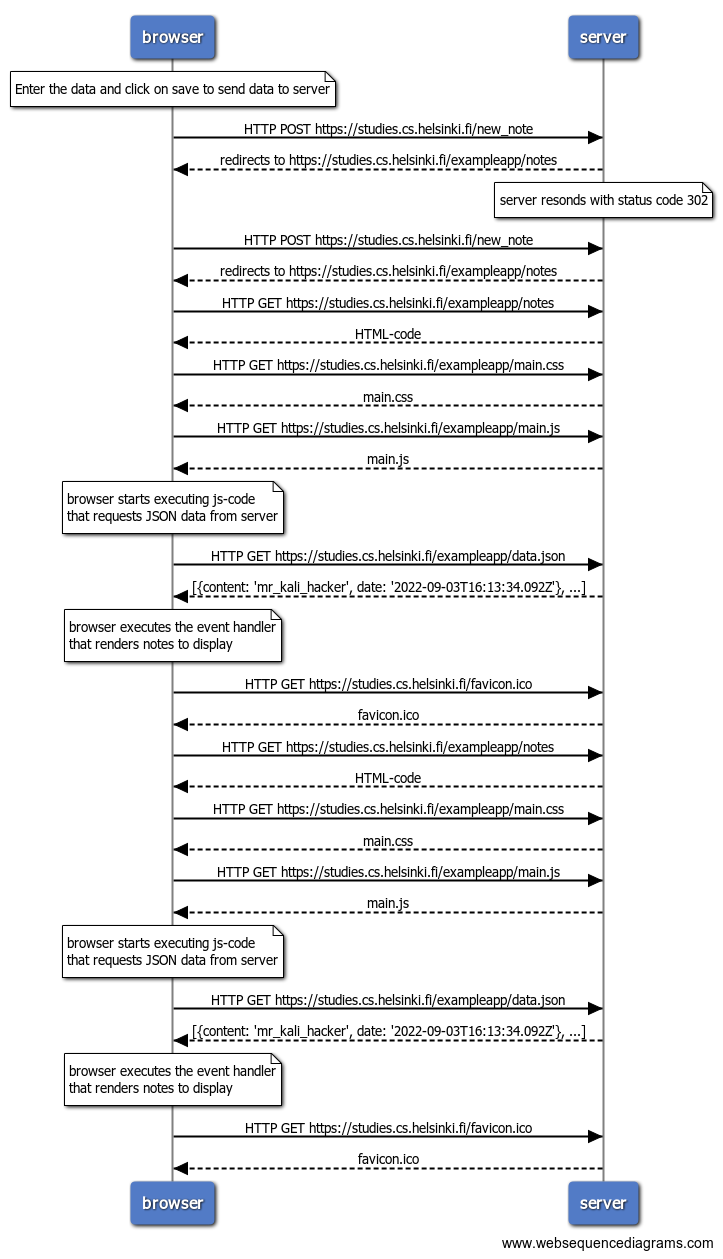 browser server
Enter the data and click on save to send data to server
HTTP POST https://studies.cs.helsinki.fi/new_note
redirects to https://studies.cs.helsinki.fi/exampleapp/notes
server resonds with status code 302
HTTP POST https://studies.cs.helsinki.fi/new_note
redirects to https://studies.cs.helsinki.fi/exampleapp/notes
HTTP GET https://studies.cs.helsinki.fi/exampleapp/notes
HTML-code
HTTP GET https://studies.cs.helsinki.fi/exampleapp/main.css
main.css
HTTP GET https://studies.cs.helsinki.fi/exampleapp/main.js
main.js
browser starts executing js-code
that requests JSON data from server
HTTP GET https://studies.cs.helsinki.fi/exampleapp/data.json
[{content: 'mr_kali_hacker', date: '2022-09-03T16:13:34.092Z'}, ...]
browser executes the event handler
that renders notes to display
HTTP GET https://studies.cs.helsinki.fi/favicon.ico
favicon.ico
HTTP GET https://studies.cs.helsinki.fi/exampleapp/notes
HTML-code
HTTP GET https://studies.cs.helsinki.fi/exampleapp/main.css
main.css
HTTP GET https://studies.cs.helsinki.fi/exampleapp/main.js
main.js
browser starts executing js-code
that requests JSON data from server
HTTP GET https://studies.cs.helsinki.fi/exampleapp/data.json
[{content: 'mr_kali_hacker', date: '2022-09-03T16:13:34.092Z'}, ...]
browser executes the event handler
that renders notes to display
HTTP GET https://studies.cs.helsinki.fi/favicon.ico
favicon.ico
browser server
www.websequencediagrams.com